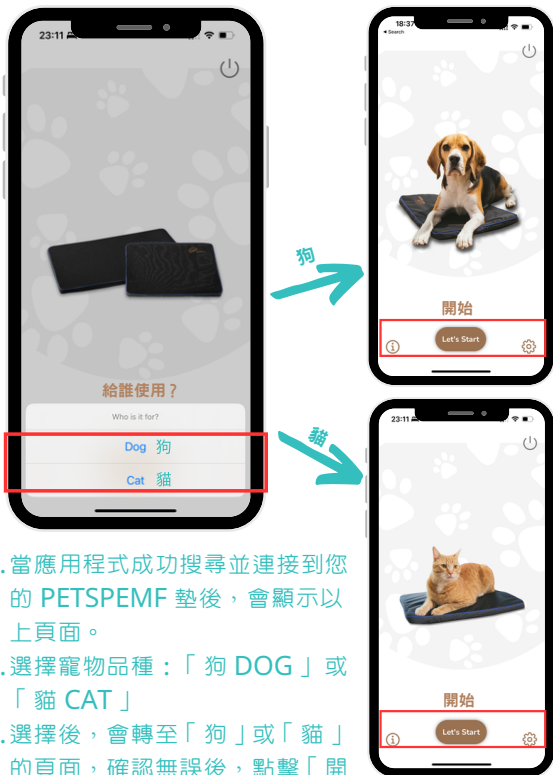 23:11
給誰使用？
Who is it for?
Dog 狗
Cat 貓
狗
貓
18:37
Search
開始
Let's Start
23:11
開始
Let's Start
.當應用程式成功搜尋並連接到您
的 PETSPEMF 墊後，會顯示以
上頁面。
.選擇寵物品種：「 狗 DOG 」或
「 貓 CAT 」
.選擇後，會轉至「 狗 」或「 貓 」
的頁面，確認無誤後，點擊「 開